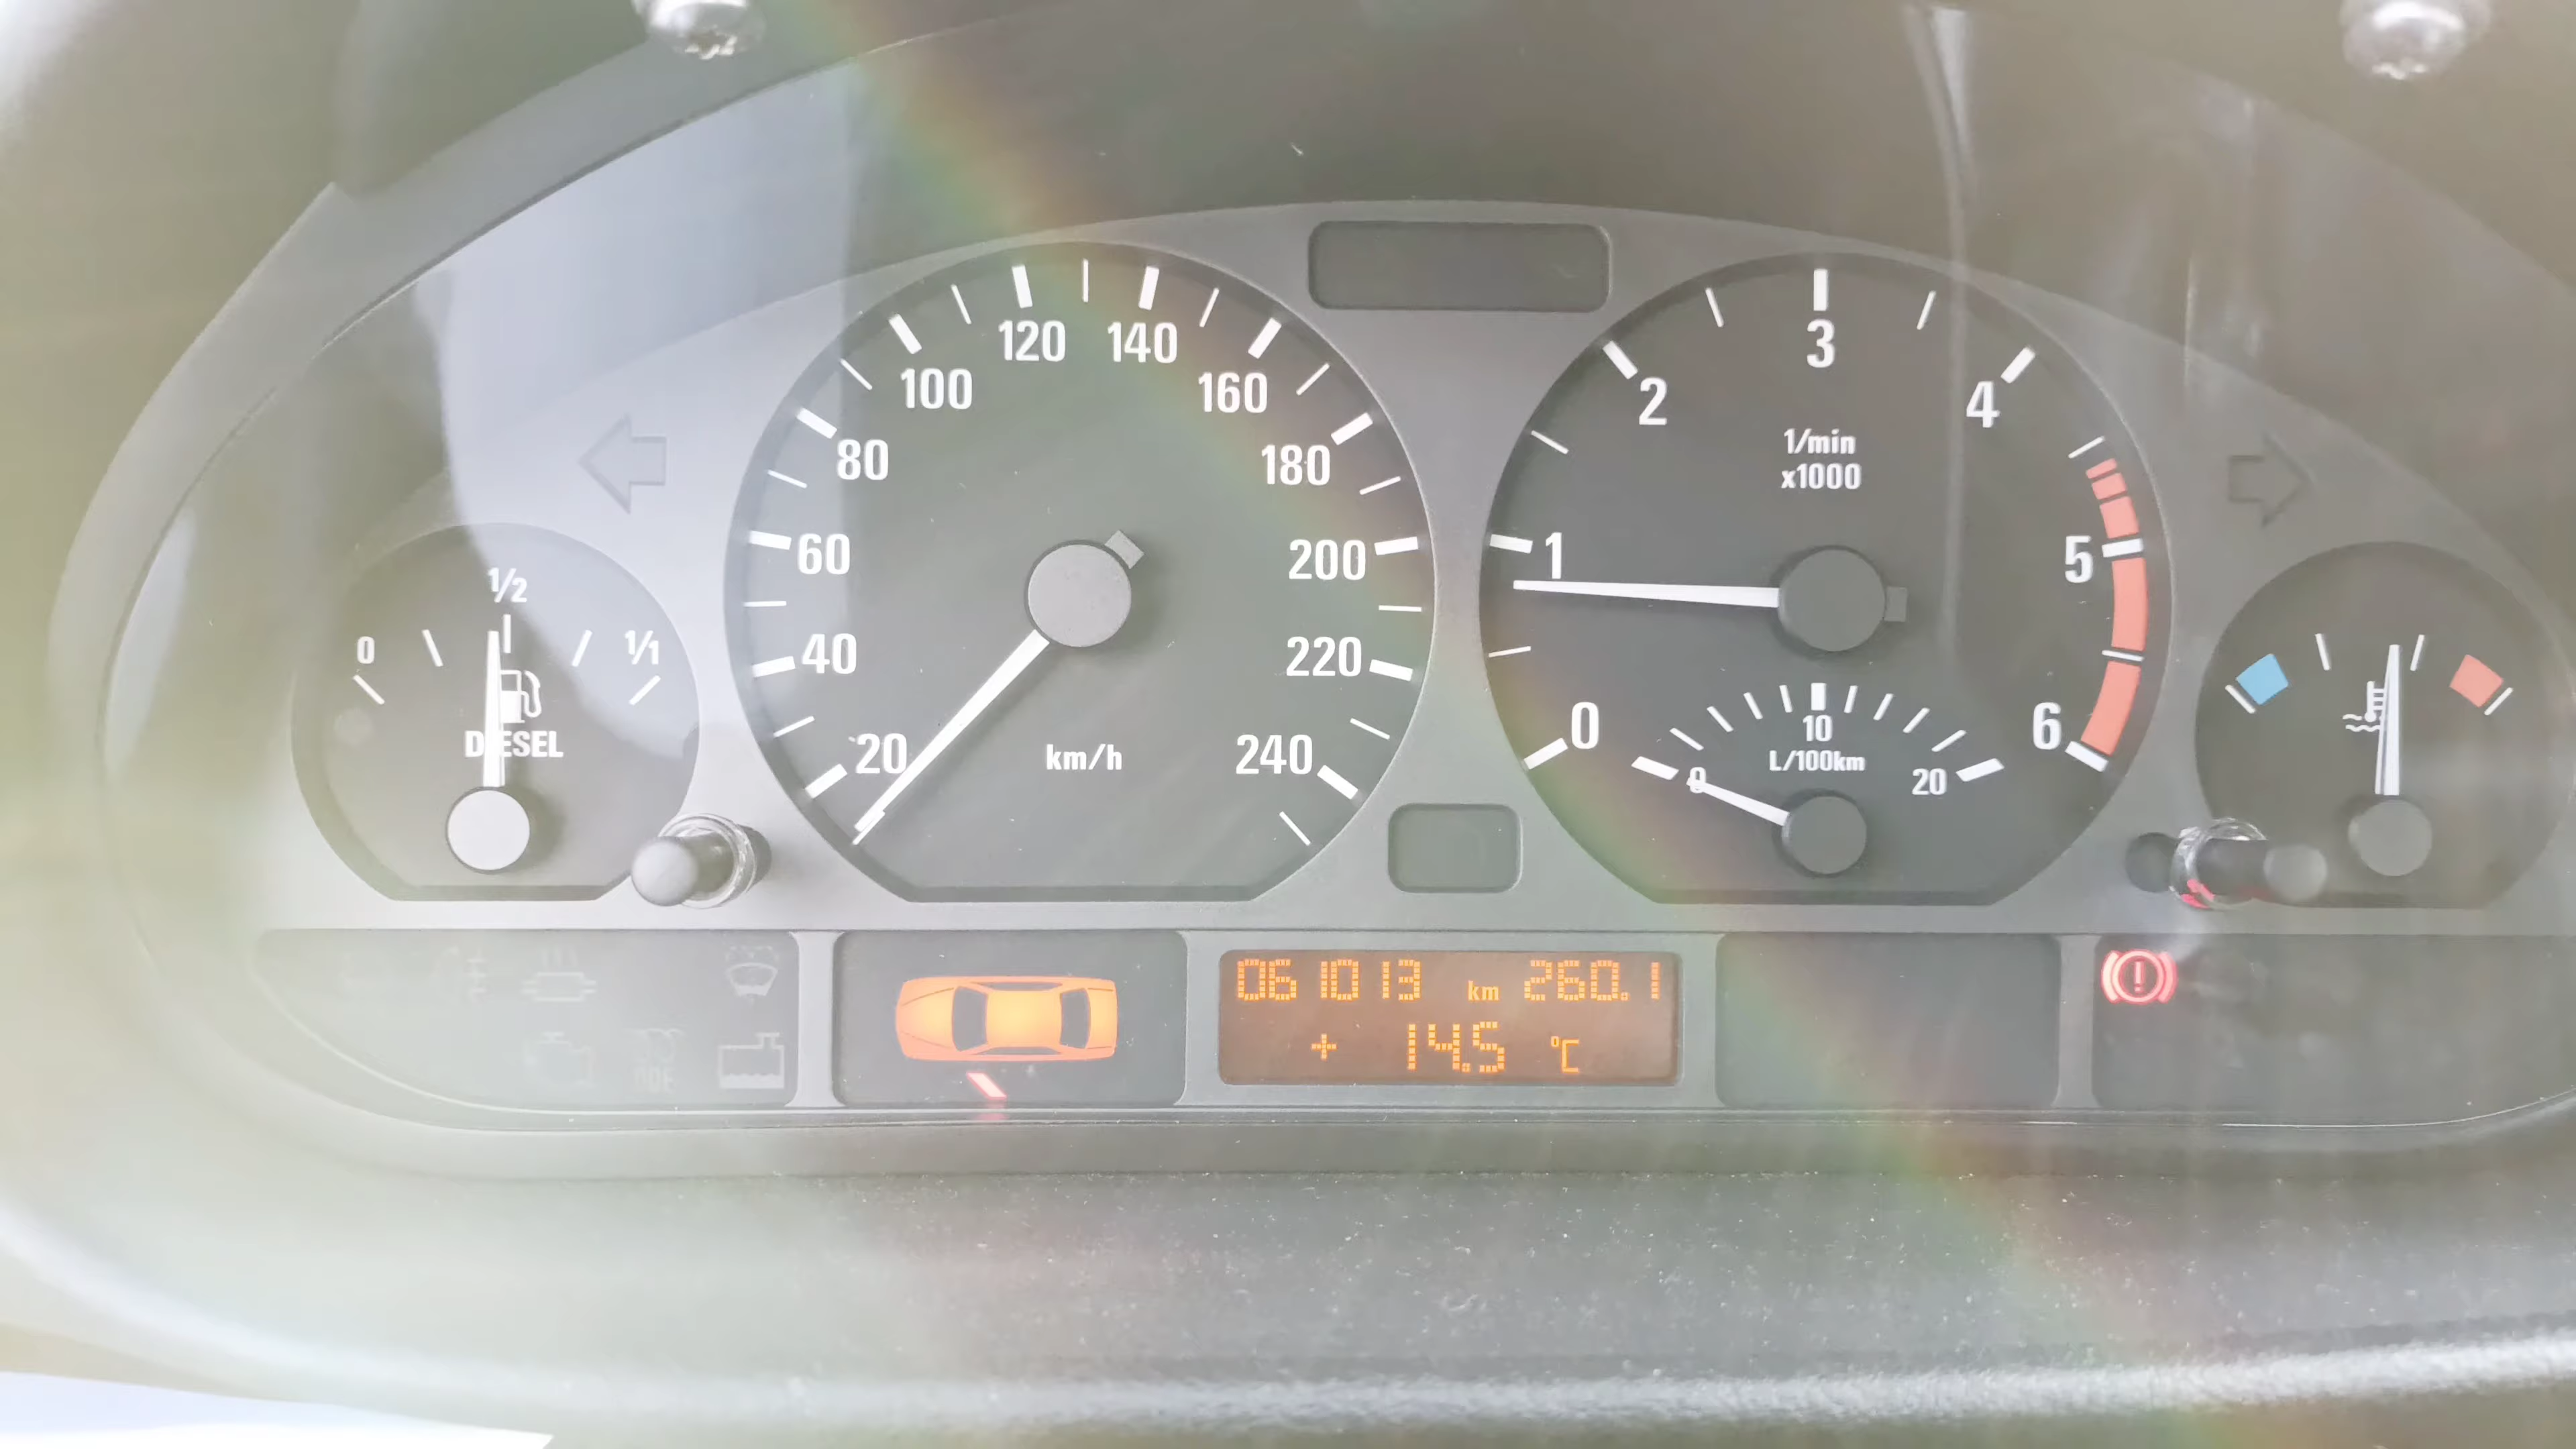 0 1/2 1/1
DIESEL
20 40 60 80 100 120 140 160 180 200 220 240
km/h
0 1 2 3 4 5 6
1/min
x1000
0 10 20
L/100km
061013 km 260.1
+ 14.5 °C